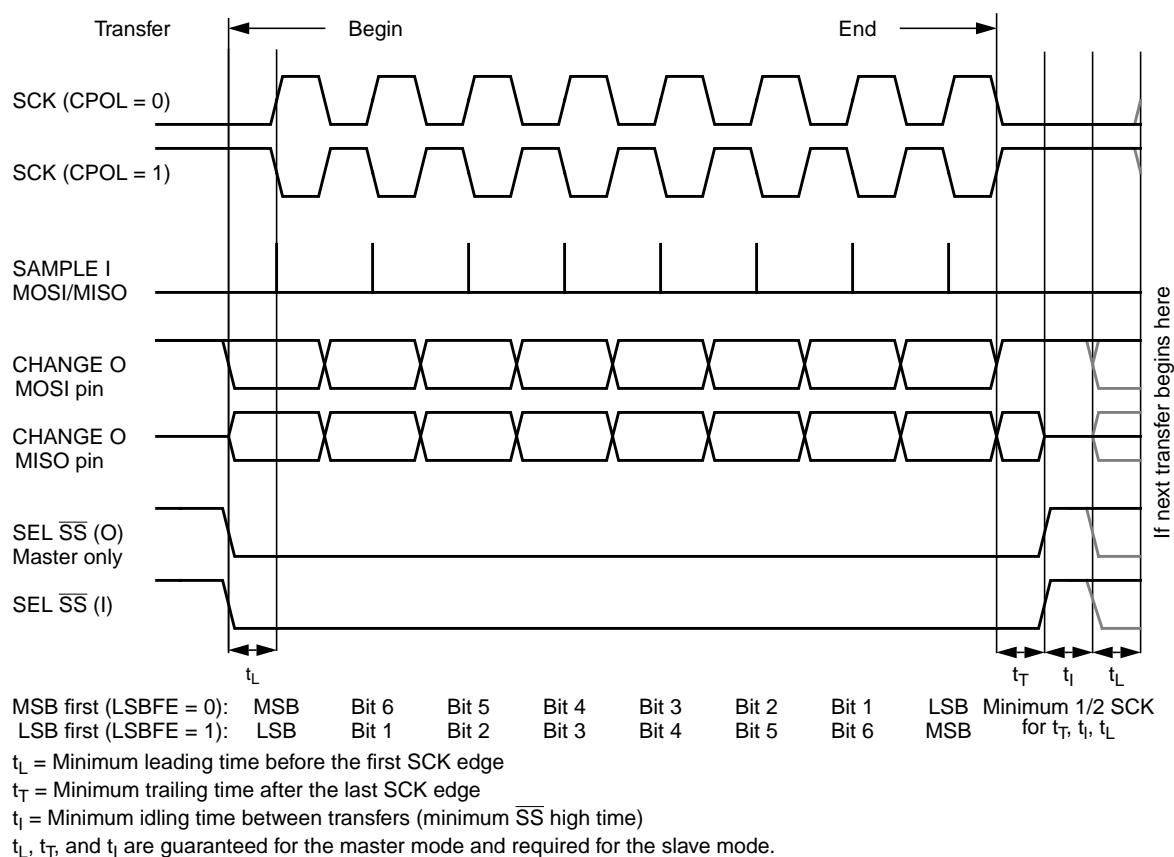 Transfer
Begin
End
SCK (CPOL = 0)
SCK (CPOL = 1)
SAMPLE I
MOSI/MISO
CHANGE O
MOSI pin
CHANGE O
MISO pin
SEL S̅S̅ (O)
Master only
SEL S̅S̅ (I)
If next transfer begins here
tL
tT tI tL
MSB first (LSBFE = 0): MSB Bit 6 Bit 5 Bit 4 Bit 3 Bit 2 Bit 1 LSB Minimum 1/2 SCK
LSB first (LSBFE = 1): LSB Bit 1 Bit 2 Bit 3 Bit 4 Bit 5 Bit 6 MSB for tT, tI, tL
tL = Minimum leading time before the first SCK edge
tT = Minimum trailing time after the last SCK edge
tI = Minimum idling time between transfers (minimum S̅S̅ high time)
tL, tT, and tI are guaranteed for the master mode and required for the slave mode.